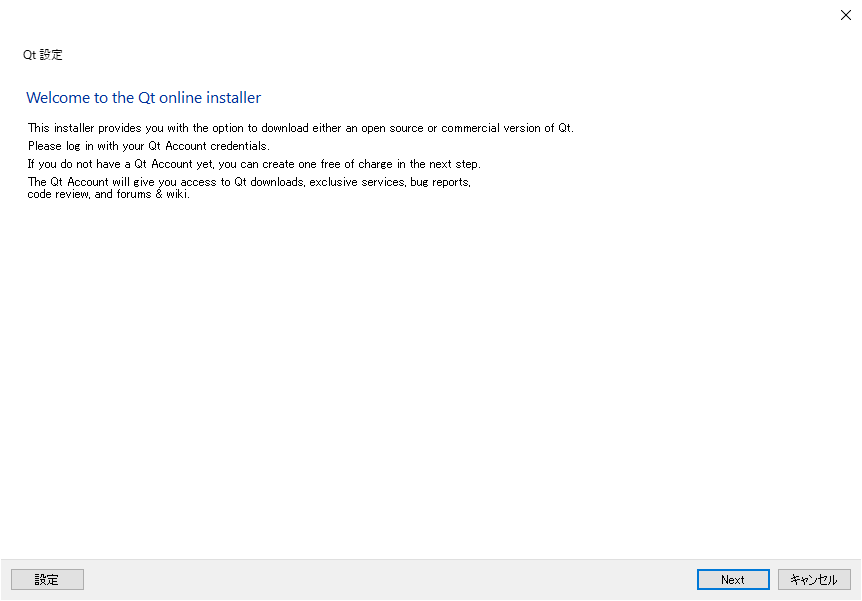 Qt 設定
Welcome to the Qt online installer
This installer provides you with the option to download either an open source or commercial version of Qt.
Please log in with your Qt Account credentials.
If you do not have a Qt Account yet, you can create one free of charge in the next step.
The Qt Account will give you access to Qt downloads, exclusive services, bug reports,
code review, and forums & wiki.
設定
Next
キャンセル